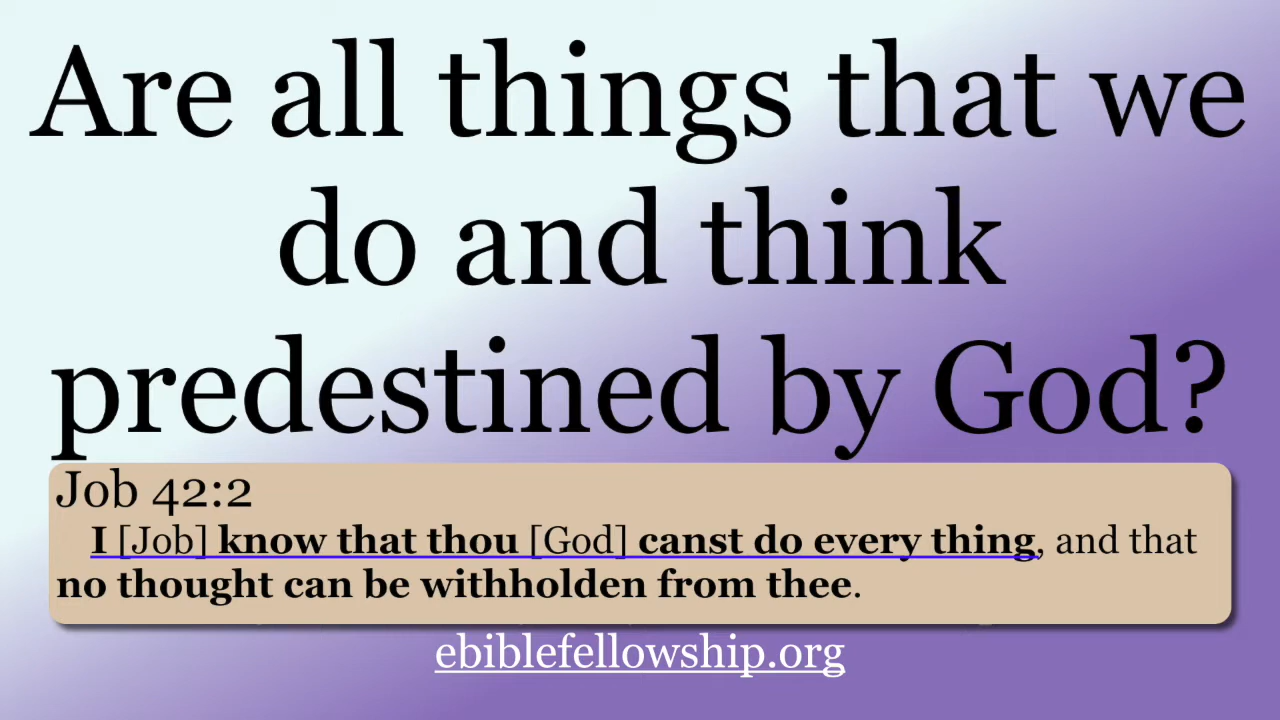 Are all things that we
do and think
predestined by God?
Job 42:2
I [Job] know that thou [God] canst do every thing, and that
no thought can be withholden from thee.
ebiblefellowship.org